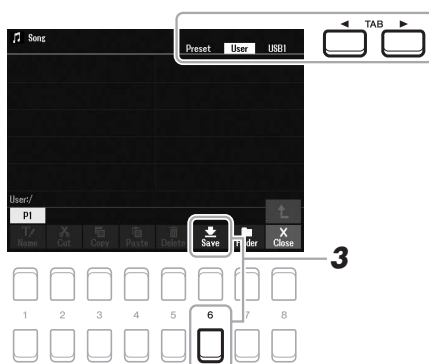 Song
Preset User USB1
◄ TAB ►
User:/
P1
Name Cut Copy Paste Delete Save Folder Close
3
1 2 3 4 5 6 7 8